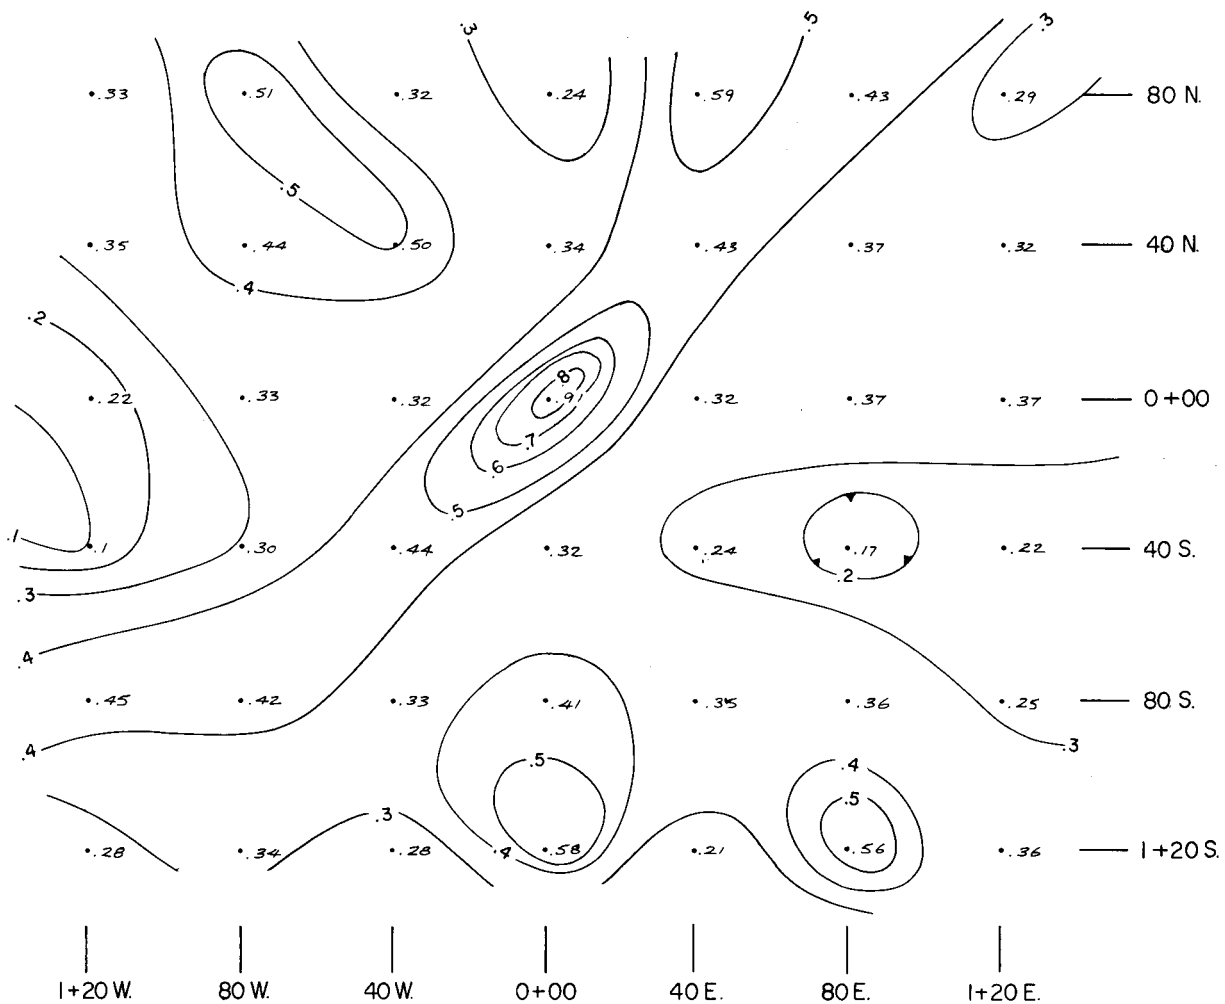 .3 .5 .3
.33 .51 .32 .24 .59 .43 .29 80 N.
.5
.35 .44 .50 .34 .43 .37 .32 40 N.
.4
.2
.8
.22 .33 .32 .9 .32 .37 .37 0+00
.7
.6
.5
.1 .1 .30 .44 .32 .24 .17 .22 40 S.
.2
.3
.4
.45 .42 .33 .41 .35 .36 .25 80 S.
.4 .3
.5 .4
.5
.3
.28 .34 .28 .4 .58 .21 .56 .36 1+20 S.
1+20 W. 80 W. 40 W. 0+00 40 E. 80 E. 1+20 E.